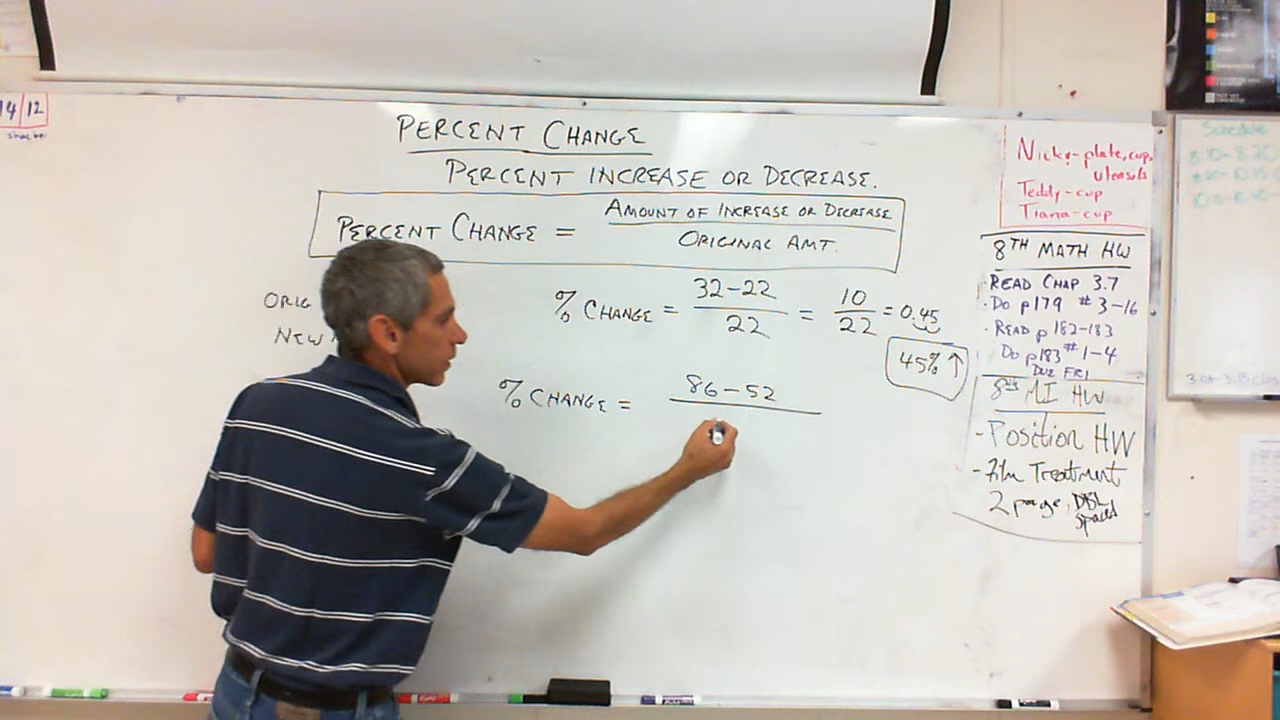 14 12
PERCENT CHANGE
PERCENT INCREASE OR DECREASE.
PERCENT CHANGE = AMOUNT OF INCREASE OR DECREASE
ORIGINAL AMT.
ORIG
NEW
% CHANGE = 32-22 / 22 = 10 / 22 = 0.45
45% ↑
% CHANGE = 86-52
Nicky-plate, cup,
utensils
Teddy-cup
Tiana-cup
8TH MATH HW
· READ CHAP 3.7
· DO p179 # 3-16
· READ p 182-183
DO p183 # 1-4
DUE FRI
8th MI HW
- Position HW
- Film Treatment
2 page, DBL
Spaced
Schedule
8:10-8:20